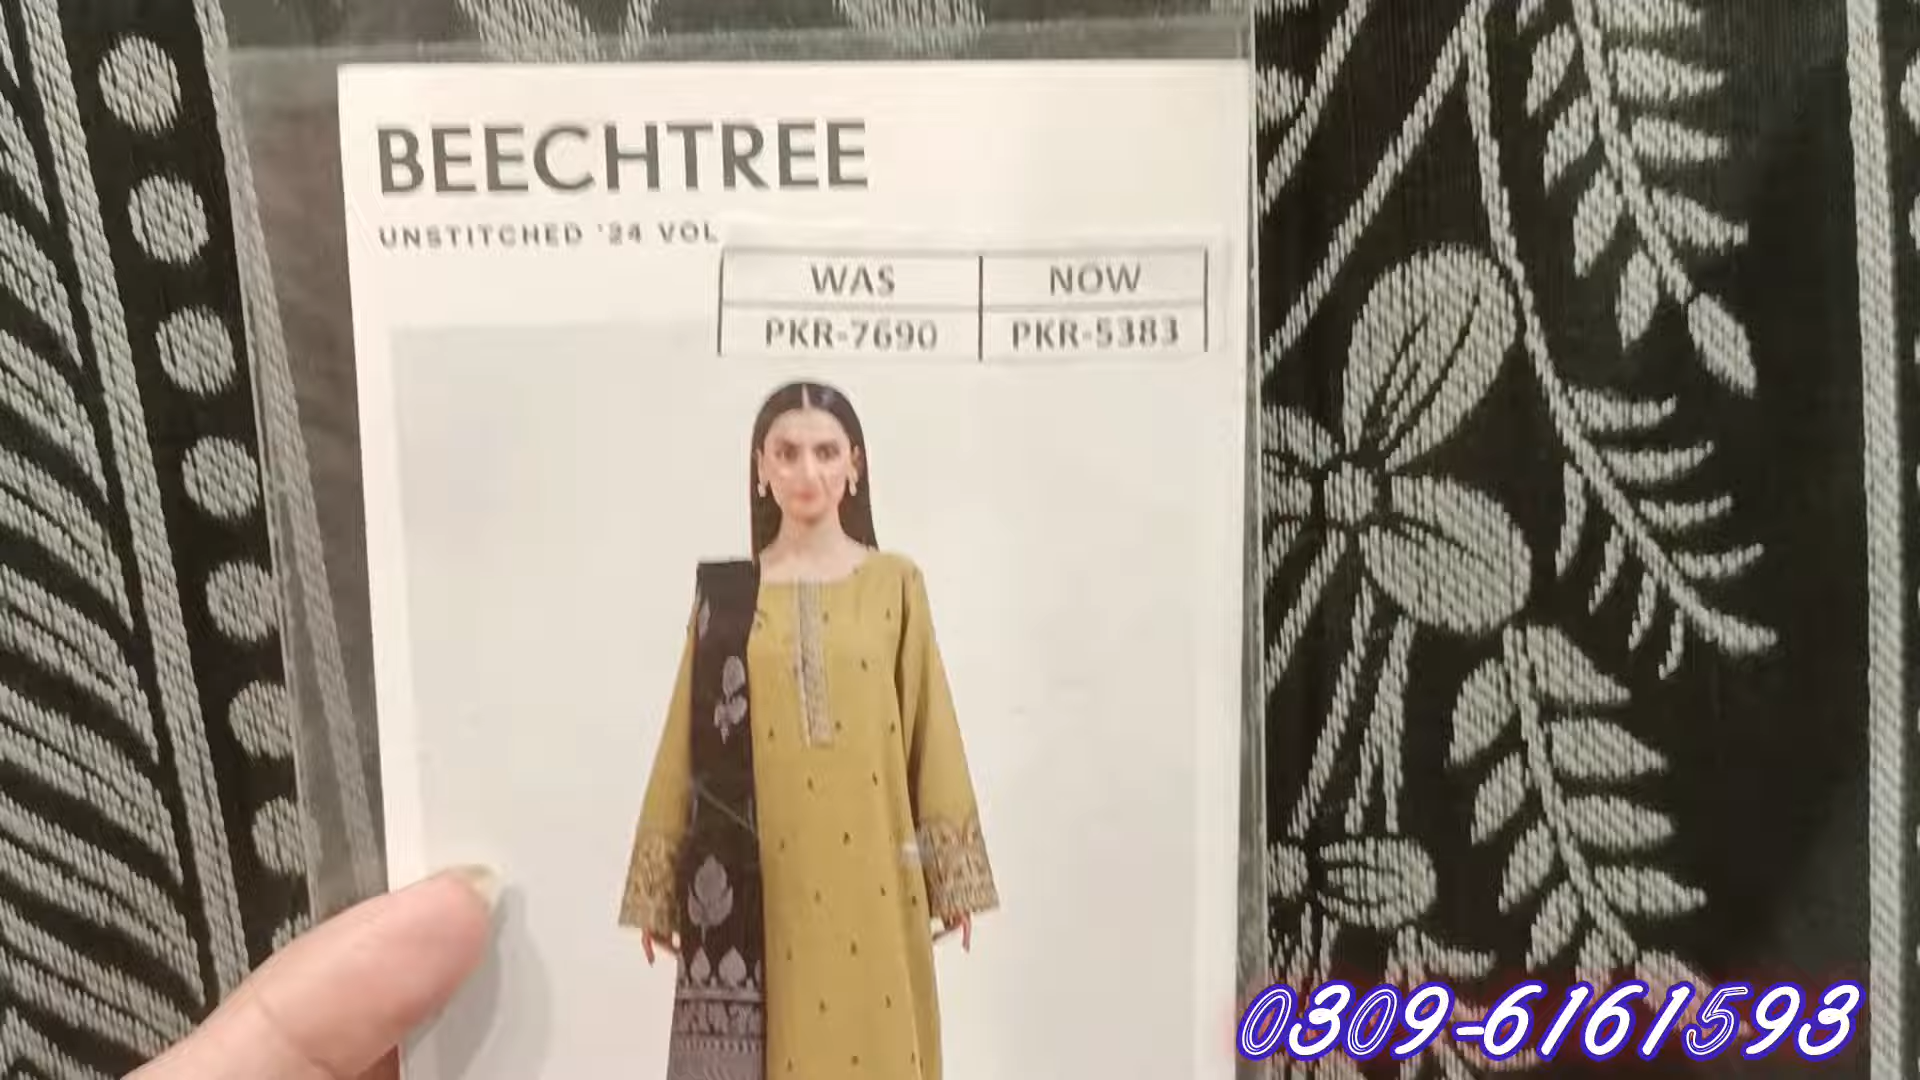 BEECHTREE
UNSTITCHED '24 VOL
WAS NOW
PKR-7690 PKR-5383
0309-6161593